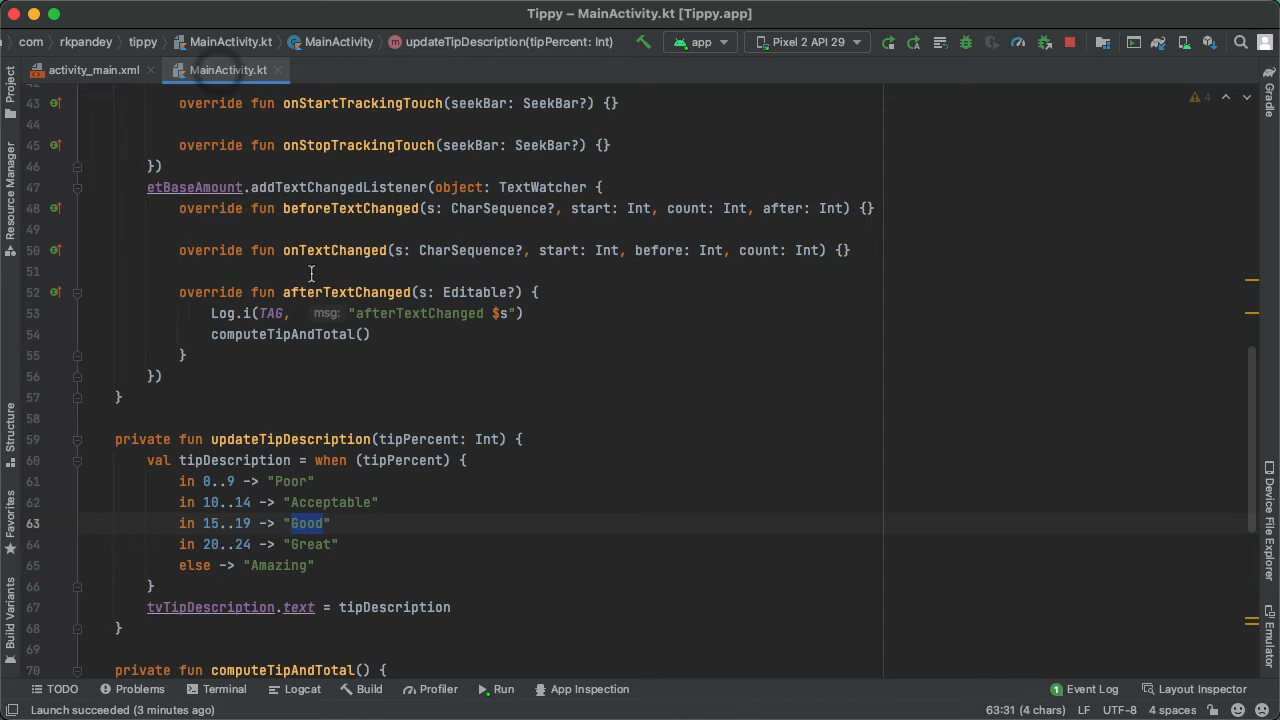 Tippy – MainActivity.kt [Tippy.app]
com rkpandey tippy MainActivity.kt MainActivity updateTipDescription(tipPercent: Int) app Pixel 2 API 29
activity_main.xml MainActivity.kt
42
43 override fun onStartTrackingTouch(seekBar: SeekBar?) {}
44
45 override fun onStopTrackingTouch(seekBar: SeekBar?) {}
46 })
47 etBaseAmount.addTextChangedListener(object: TextWatcher {
48 override fun beforeTextChanged(s: CharSequence?, start: Int, count: Int, after: Int) {}
49
50 override fun onTextChanged(s: CharSequence?, start: Int, before: Int, count: Int) {}
51
52 override fun afterTextChanged(s: Editable?) {
53 Log.i(TAG, msg: "afterTextChanged $s")
54 computeTipAndTotal()
55 }
56 })
57 }
58
59 private fun updateTipDescription(tipPercent: Int) {
60 val tipDescription = when (tipPercent) {
61 in 0..9 -> "Poor"
62 in 10..14 -> "Acceptable"
63 in 15..19 -> "Good"
64 in 20..24 -> "Great"
65 else -> "Amazing"
66 }
67 tvTipDescription.text = tipDescription
68 }
69
70 private fun computeTipAndTotal() {
4
Project
Resource Manager
Structure
Favorites
Build Variants
Gradle
Device File Explorer
Emulator
TODO Problems Terminal Logcat Build Profiler Run App Inspection 1 Event Log Layout Inspector
Launch succeeded (3 minutes ago) 63:31 (4 chars) LF UTF-8 4 spaces